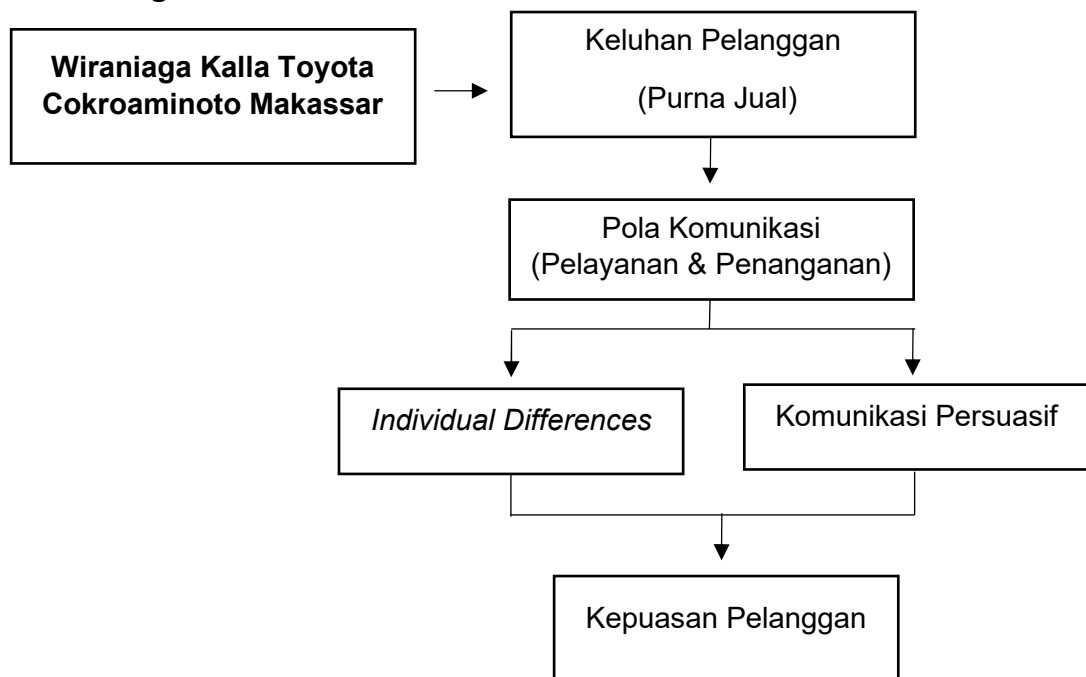 Wiraniaga Kalla Toyota
Cokroaminoto Makassar
Keluhan Pelanggan
(Purna Jual)
Pola Komunikasi
(Pelayanan & Penanganan)
Individual Differences
Komunikasi Persuasif
Kepuasan Pelanggan